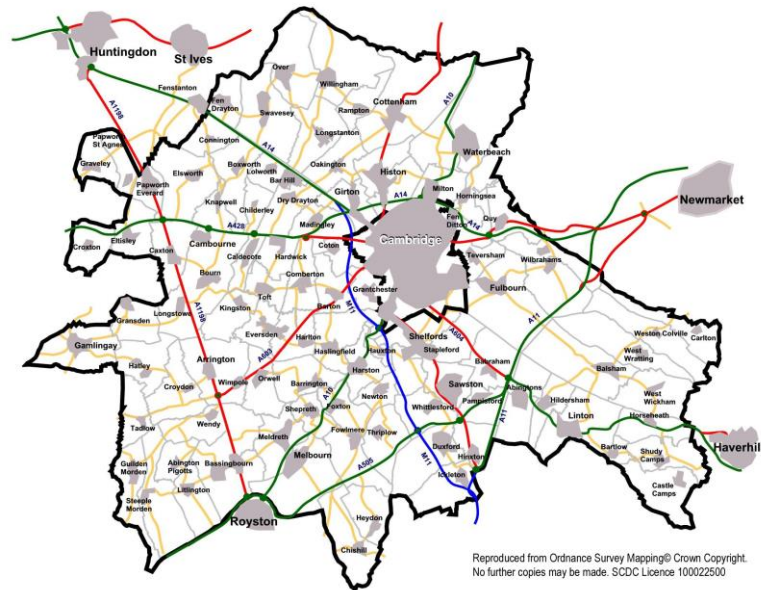 Huntingdon
St Ives
Over
Willingham
Fenstanton
Fen
Drayton
Swavesey
Rampton
Cottenham
A10
A1198
Longstanton
Connington
A14
Waterbeach
Papworth
St Agnes
Graveley
Boxworth
Lolworth
Oakington
Histon
Elsworth
Bar Hill
Papworth
Everard
Girton
Milton
Horningsea
Knapwell
Dry Drayton
A14
Childerley
Madingley
Fen
Ditton
Quy
A14
Newmarket
A428
Croxton
Eltisley
Caxton
Cambourne
Coton
Cambridge
Caldecote
Hardwick
Teversham
Wilbrahams
Bourn
Comberton
Grantchester
Fulbourn
Toft
A1198
Kingston
Barton
M11
Longstowe
Gransden
Eversden
Harlton
A11
Gamlingay
A603
Shelfords
A604
Weston Colville
Carlton
Arrington
Haslingfield
Hauxton
Stapleford
West
Wratting
Hatley
Harston
Babraham
Balsham
Croydon
Wimpole
Orwell
Barrington
A10
Newton
Sawston
Abingtons
West
Wickham
Shepreth
Foxton
Whittlesford
Pampisford
Hildersham
Horseheath
Wendy
Fowlmere
Thriplow
A11
Linton
Tadlow
Meldreth
Duxford
Haverhil
Guilden
Morden
Abington
Pigotts
Bassingbourn
Melbourn
M11
Hinxton
Bartlow
Shudy
Camps
A505
Ickleton
Litlington
Castle
Camps
Steeple
Morden
Royston
Heydon
Chishill
Reproduced from Ordnance Survey Mapping© Crown Copyright.
No further copies may be made. SCDC Licence 100022500